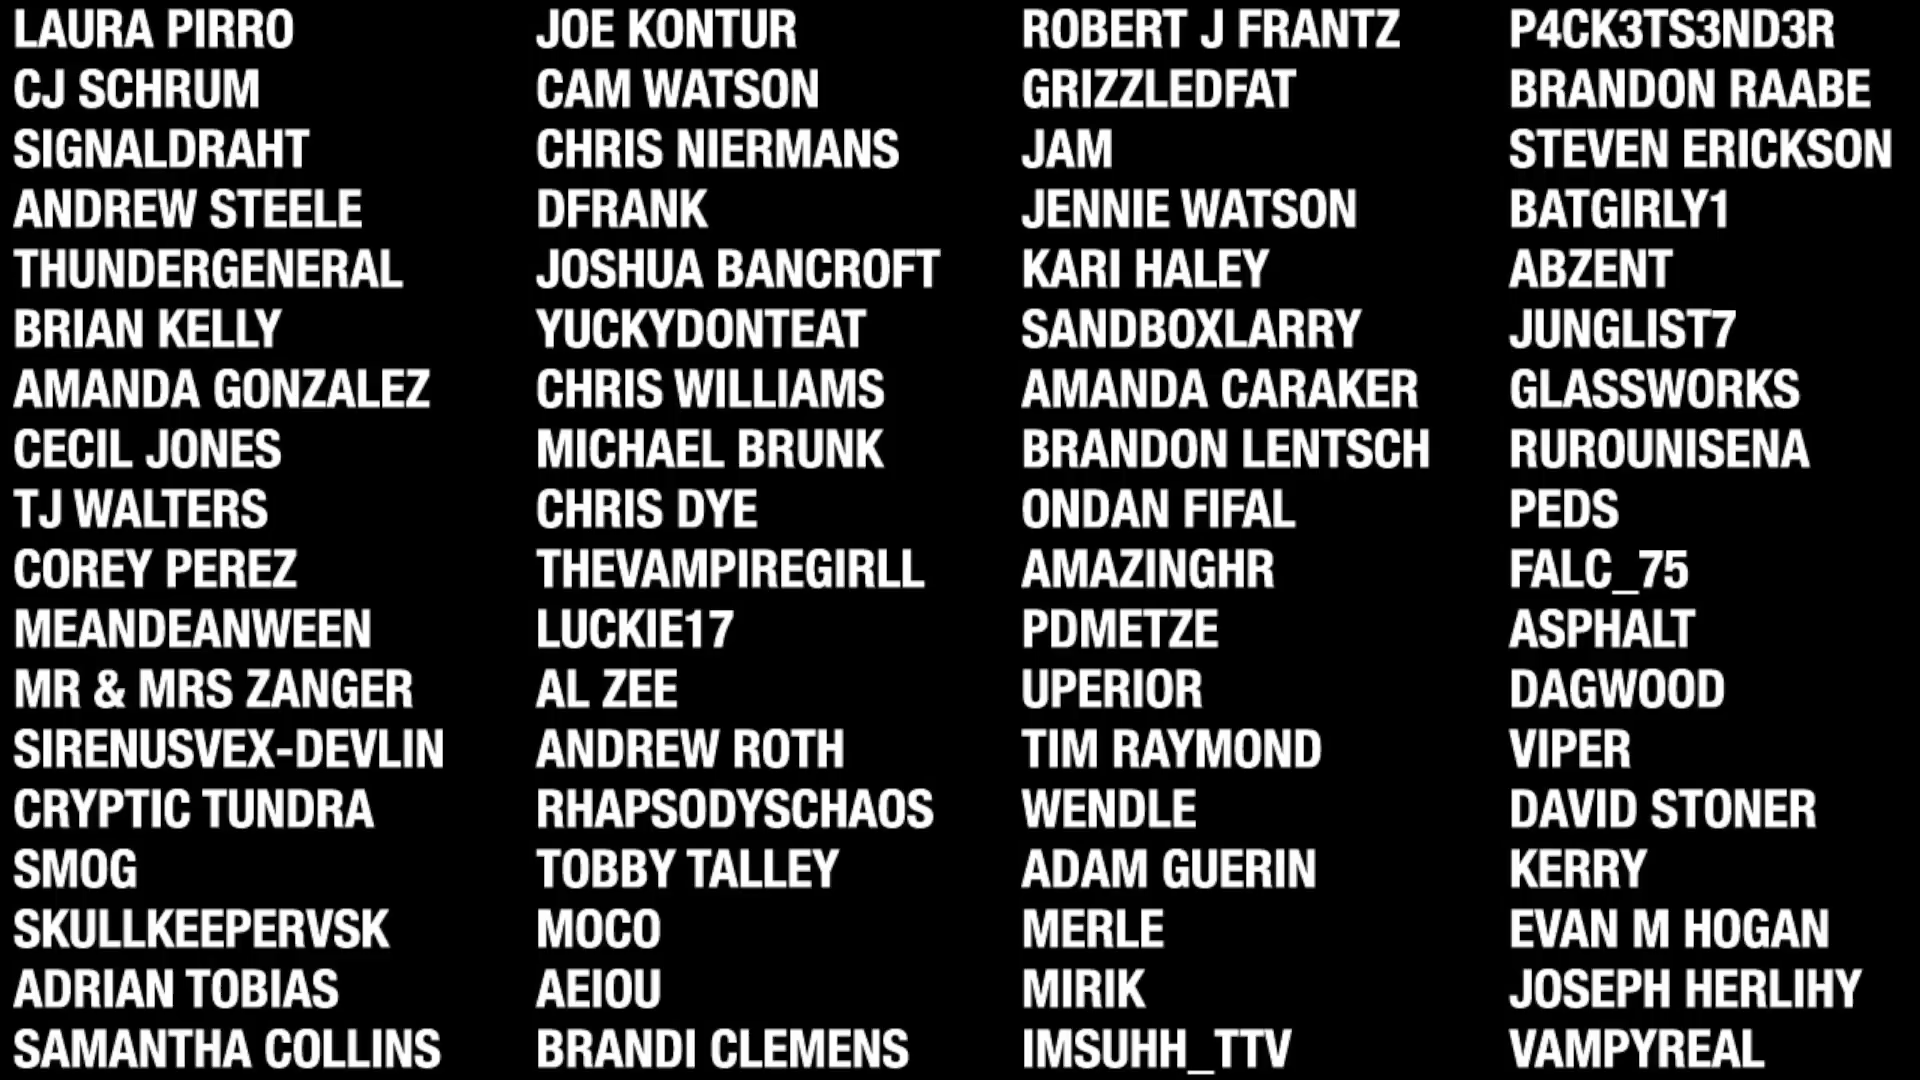 LAURA PIRRO
CJ SCHRUM
SIGNALDRAHT
ANDREW STEELE
THUNDERGENERAL
BRIAN KELLY
AMANDA GONZALEZ
CECIL JONES
TJ WALTERS
COREY PEREZ
MEANDEANWEEN
MR & MRS ZANGER
SIRENUSVEX-DEVLIN
CRYPTIC TUNDRA
SMOG
SKULLKEEPERVSK
ADRIAN TOBIAS
SAMANTHA COLLINS
JOE KONTUR
CAM WATSON
CHRIS NIERMANS
DFRANK
JOSHUA BANCROFT
YUCKYDONTEAT
CHRIS WILLIAMS
MICHAEL BRUNK
CHRIS DYE
THEVAMPIREGIRLL
LUCKIE17
AL ZEE
ANDREW ROTH
RHAPSODYSCHAOS
TOBBY TALLEY
MOCO
AEIOU
BRANDI CLEMENS
ROBERT J FRANTZ
GRIZZLEDFAT
JAM
JENNIE WATSON
KARI HALEY
SANDBOXLARRY
AMANDA CARAKER
BRANDON LENTSCH
ONDAN FIFAL
AMAZINGHR
PDMETZE
UPERIOR
TIM RAYMOND
WENDLE
ADAM GUERIN
MERLE
MIRIK
IMSUHH_TTV
P4CK3TS3ND3R
BRANDON RAABE
STEVEN ERICKSON
BATGIRLY1
ABZENT
JUNGLIST7
GLASSWORKS
RUROUNISENA
PEDS
FALC_75
ASPHALT
DAGWOOD
VIPER
DAVID STONER
KERRY
EVAN M HOGAN
JOSEPH HERLIHY
VAMPYREAL